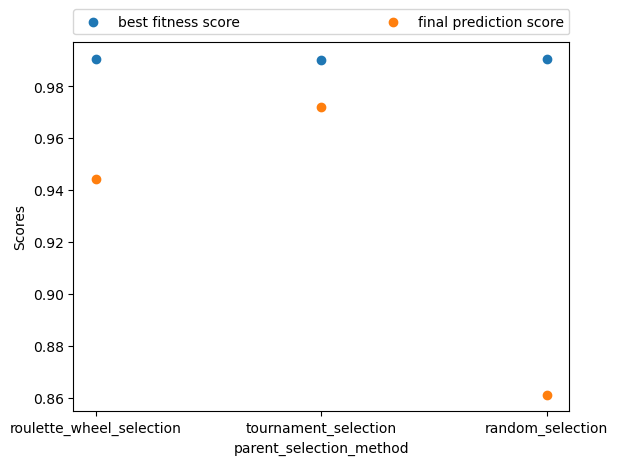 best fitness score final prediction score
0.98
0.96
0.94
0.92
0.90
0.88
0.86
Scores
roulette_wheel_selection tournament_selection random_selection
parent_selection_method